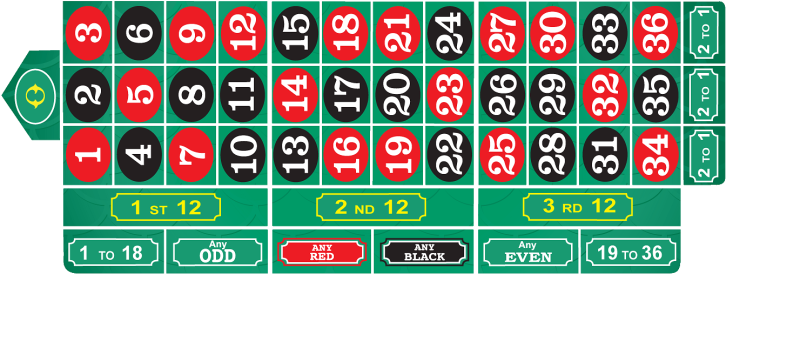 3 6 9 12 15 18 21 24 27 30 33 36 2 TO 1
0
2 5 8 11 14 17 20 23 26 29 32 35 2 TO 1
1 4 7 10 13 16 19 22 25 28 31 34 2 TO 1
1 ST 12 2 ND 12 3 RD 12
1 TO 18 Any ODD ANY RED ANY BLACK Any EVEN 19 TO 36